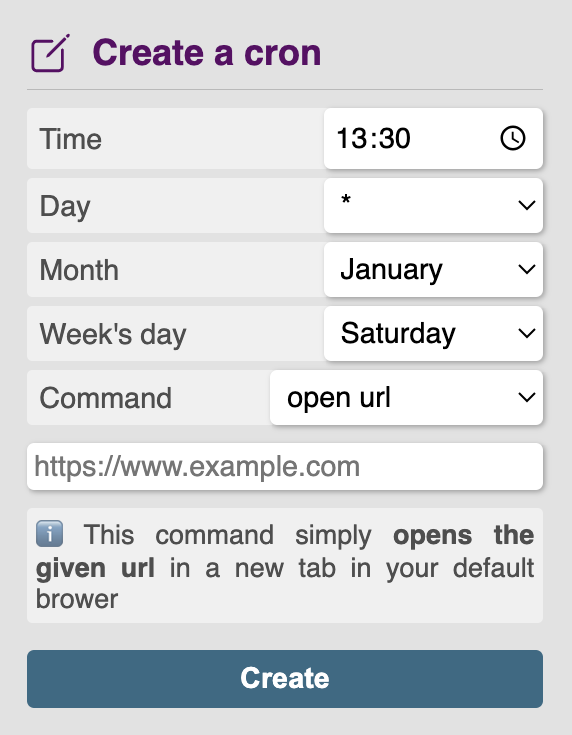 Create a cron
Time 13:30
Day *
Month January
Week's day Saturday
Command open url
https://www.example.com
ℹ️ This command simply opens the
given url in a new tab in your default
brower
Create